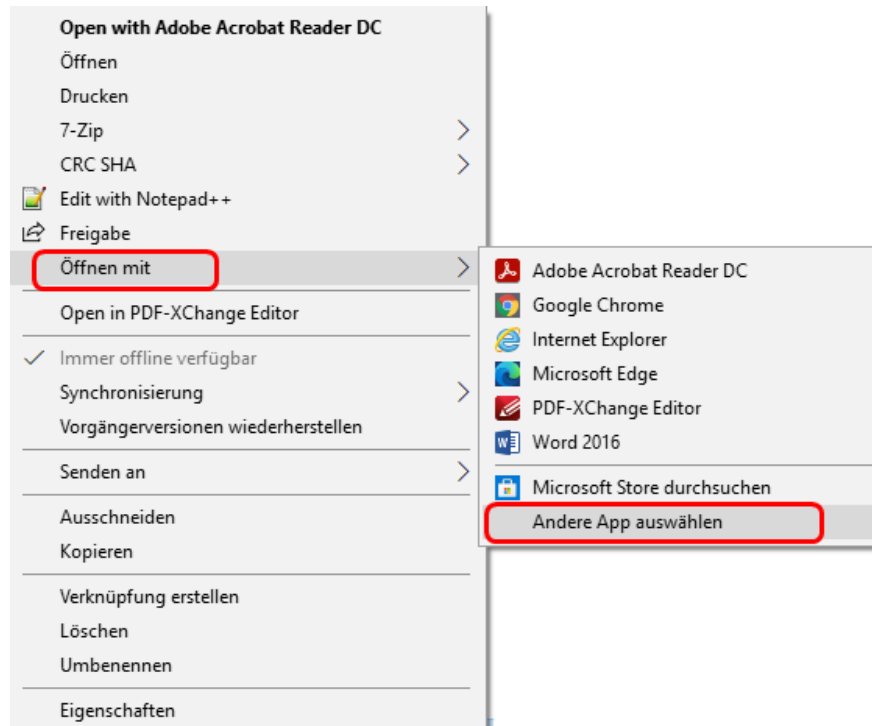 Open with Adobe Acrobat Reader DC
Öffnen
Drucken
7-Zip
CRC SHA
Edit with Notepad++
Freigabe
Öffnen mit
Open in PDF-XChange Editor
Immer offline verfügbar
Synchronisierung
Vorgängerversionen wiederherstellen
Senden an
Ausschneiden
Kopieren
Verknüpfung erstellen
Löschen
Umbenennen
Eigenschaften
Adobe Acrobat Reader DC
Google Chrome
Internet Explorer
Microsoft Edge
PDF-XChange Editor
Word 2016
Microsoft Store durchsuchen
Andere App auswählen